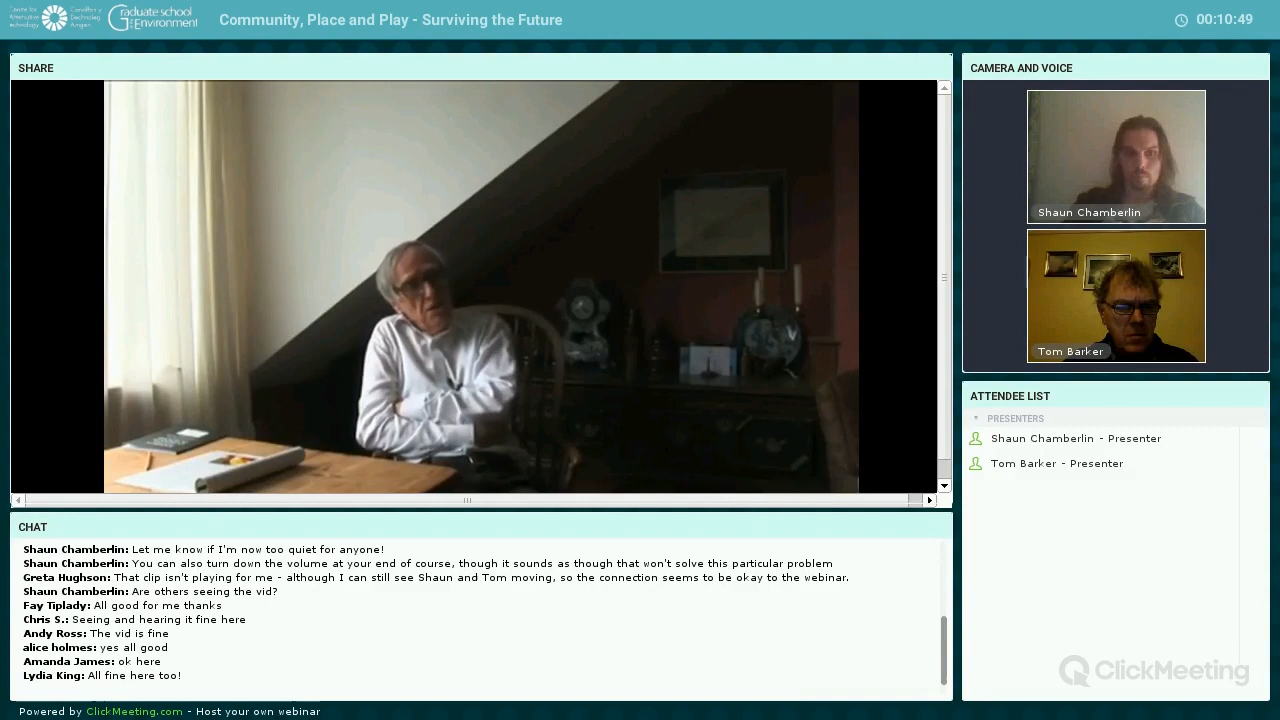 Centre for
Alternative
Technology
Canolfan y
Dechnoleg
Amgen
Graduate school
of the Environment
Community, Place and Play - Surviving the Future
00:10:49
SHARE
CAMERA AND VOICE
Shaun Chamberlin
Tom Barker
ATTENDEE LIST
PRESENTERS
Shaun Chamberlin - Presenter
Tom Barker - Presenter
CHAT
Shaun Chamberlin: Let me know if I'm now too quiet for anyone!
Shaun Chamberlin: You can also turn down the volume at your end of course, though it sounds as though that won't solve this particular problem
Greta Hughson: That clip isn't playing for me - although I can still see Shaun and Tom moving, so the connection seems to be okay to the webinar.
Shaun Chamberlin: Are others seeing the vid?
Fay Tiplady: All good for me thanks
Chris S.: Seeing and hearing it fine here
Andy Ross: The vid is fine
alice holmes: yes all good
Amanda James: ok here
Lydia King: All fine here too!
ClickMeeting
Powered by ClickMeeting.com - Host your own webinar